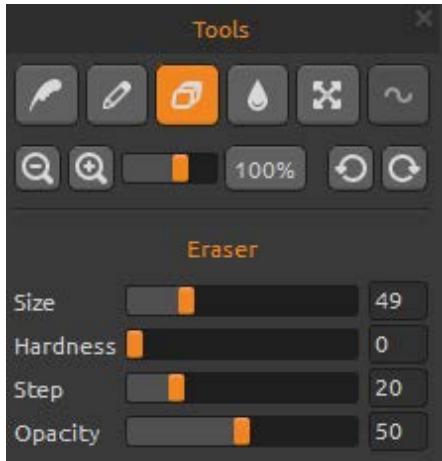 Tools
100%
Eraser
Size 49
Hardness 0
Step 20
Opacity 50